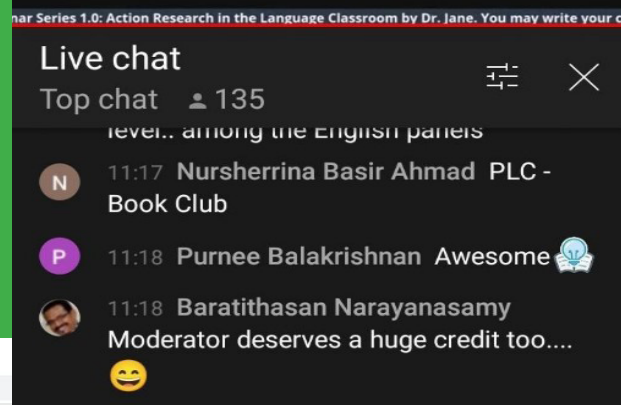 nar Series 1.0: Action Research in the Language Classroom by Dr. Jane. You may write your
Live chat
Top chat 135
level.. among the English panels
N 11:17 Nursherrina Basir Ahmad PLC -
Book Club
P 11:18 Purnee Balakrishnan Awesome
11:18 Baratithasan Narayanasamy
Moderator deserves a huge credit too.... 
😄